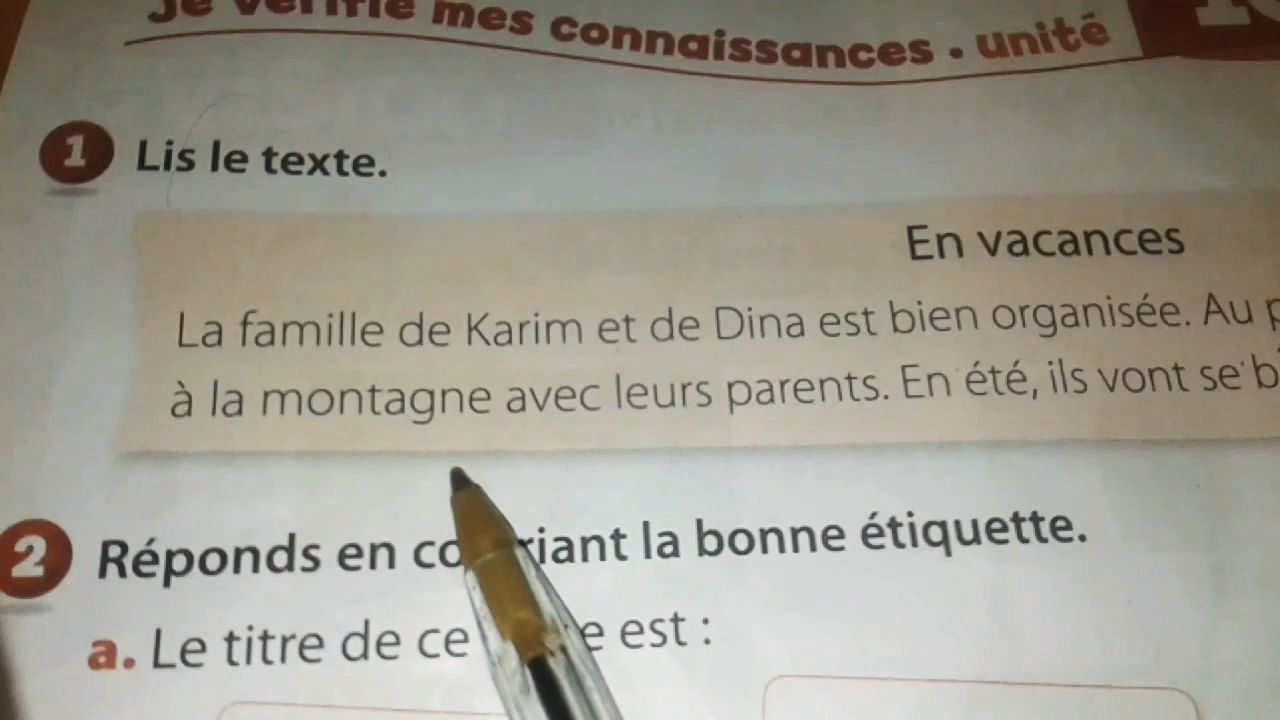 Je vérifie mes connaissances . unité
1 Lis le texte.
En vacances
La famille de Karim et de Dina est bien organisée. Au
à la montagne avec leurs parents. En été, ils vont se
2 Réponds en la bonne étiquette.
a. Le titre de ce est :